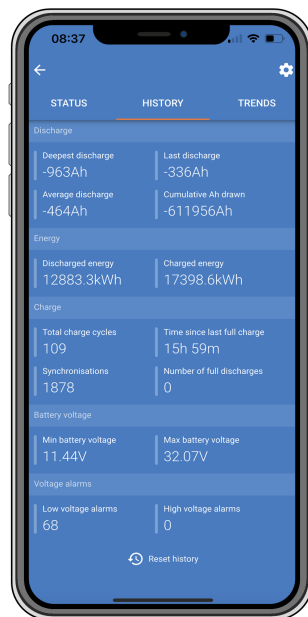 08:37
STATUS HISTORY TRENDS
Discharge
Deepest discharge Last discharge
-963Ah -336Ah
Average discharge Cumulative Ah drawn
-464Ah -611956Ah
Energy
Discharged energy Charged energy
12883.3kWh 17398.6kWh
Charge
Total charge cycles Time since last full charge
109 15h 59m
Synchronisations Number of full discharges
1878 0
Battery voltage
Min battery voltage Max battery voltage
11.44V 32.07V
Voltage alarms
Low voltage alarms High voltage alarms
68 0
Reset history